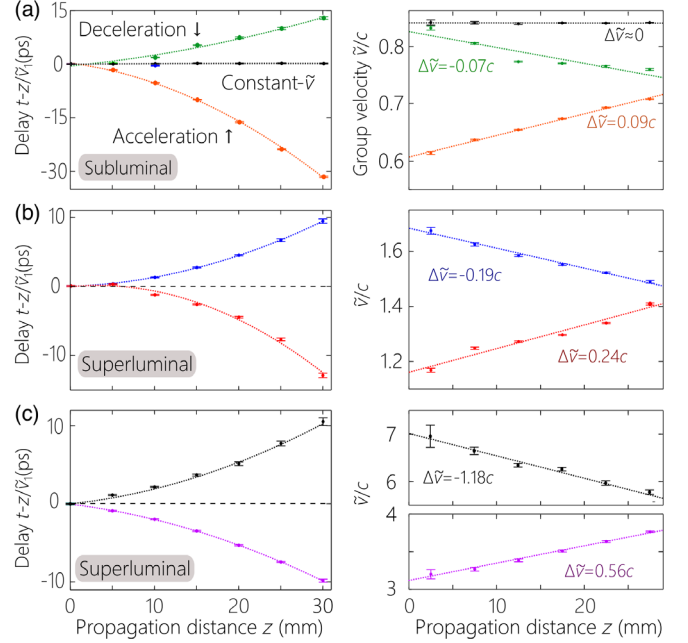 (a)
15
0
-15
-30
Delay t-z/ṽ₁(ps)
Deceleration ↓
Constant-ṽ
Acceleration ↑
Subluminal
0.8
0.7
0.6
Group velocity ṽ/c
Δṽ≈0
Δṽ=-0.07c
Δṽ=0.09c
(b)
10
0
-10
Delay t-z/ṽ₁(ps)
Superluminal
1.6
1.4
1.2
ṽ/c
Δṽ=-0.19c
Δṽ=0.24c
(c)
10
0
-10
Delay t-z/ṽ₁(ps)
Superluminal
0 10 20 30
Propagation distance z (mm)
7
6
4
3
ṽ/c
Δṽ=-1.18c
Δṽ=0.56c
0 5 10 15 20 25
Propagation distance z (mm)